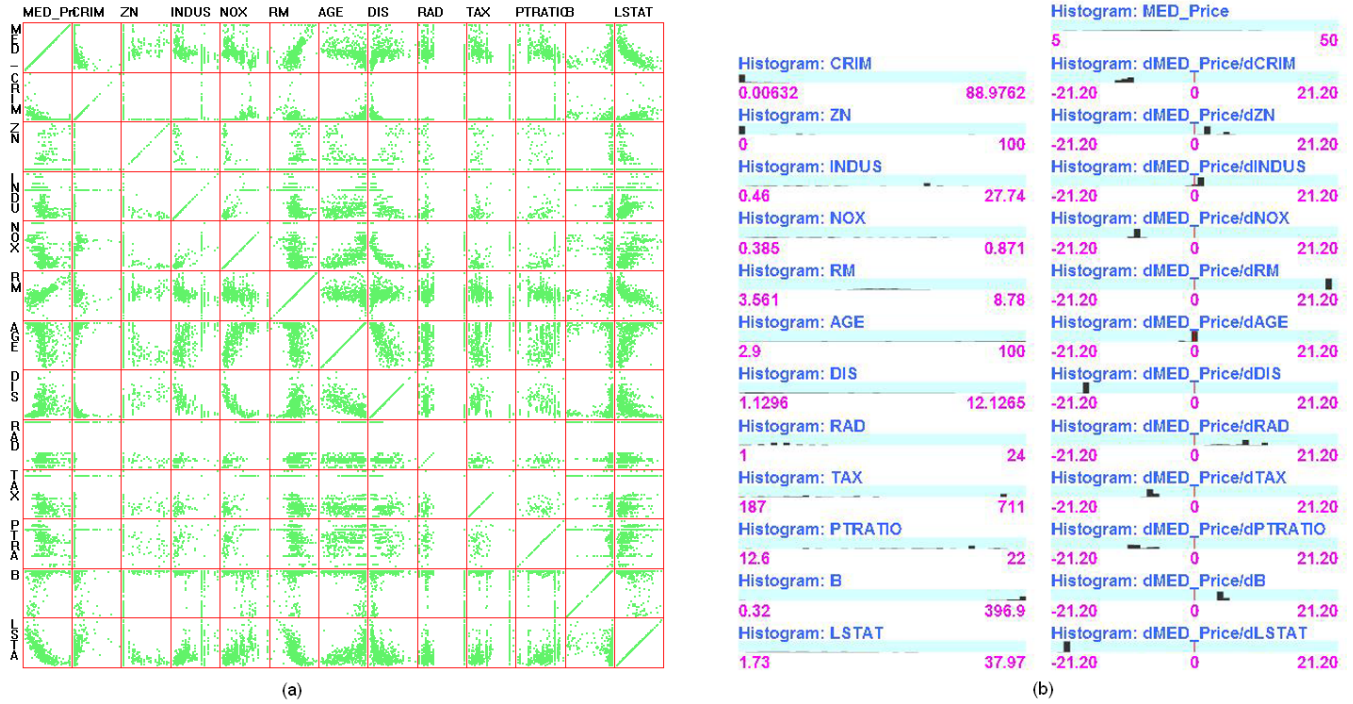 MED_Pr CRIM ZN INDUS NOX RM AGE DIS RAD TAX PTRATIO B LSTAT
MED_
CRIM
ZN
INDU
NOX
RM
AGE
DIS
RAD
TAX
PTRA
B
LSTA
(a)
Histogram: MED_Price
5 50
Histogram: CRIM Histogram: dMED_Price/dCRIM
0.00632 88.9762 -21.20 0 21.20
Histogram: ZN Histogram: dMED_Price/dZN
0 100 -21.20 0 21.20
Histogram: INDUS Histogram: dMED_Price/dINDUS
0.46 27.74 -21.20 0 21.20
Histogram: NOX Histogram: dMED_Price/dNOX
0.385 0.871 -21.20 0 21.20
Histogram: RM Histogram: dMED_Price/dRM
3.561 8.78 -21.20 0 21.20
Histogram: AGE Histogram: dMED_Price/dAGE
2.9 100 -21.20 0 21.20
Histogram: DIS Histogram: dMED_Price/dDIS
1.1296 12.1265 -21.20 0 21.20
Histogram: RAD Histogram: dMED_Price/dRAD
1 24 -21.20 0 21.20
Histogram: TAX Histogram: dMED_Price/dTAX
187 711 -21.20 0 21.20
Histogram: PTRATIO Histogram: dMED_Price/dPTRATIO
12.6 22 -21.20 0 21.20
Histogram: B Histogram: dMED_Price/dB
0.32 396.9 -21.20 0 21.20
Histogram: LSTAT Histogram: dMED_Price/dLSTAT
1.73 37.97 -21.20 0 21.20
(b)